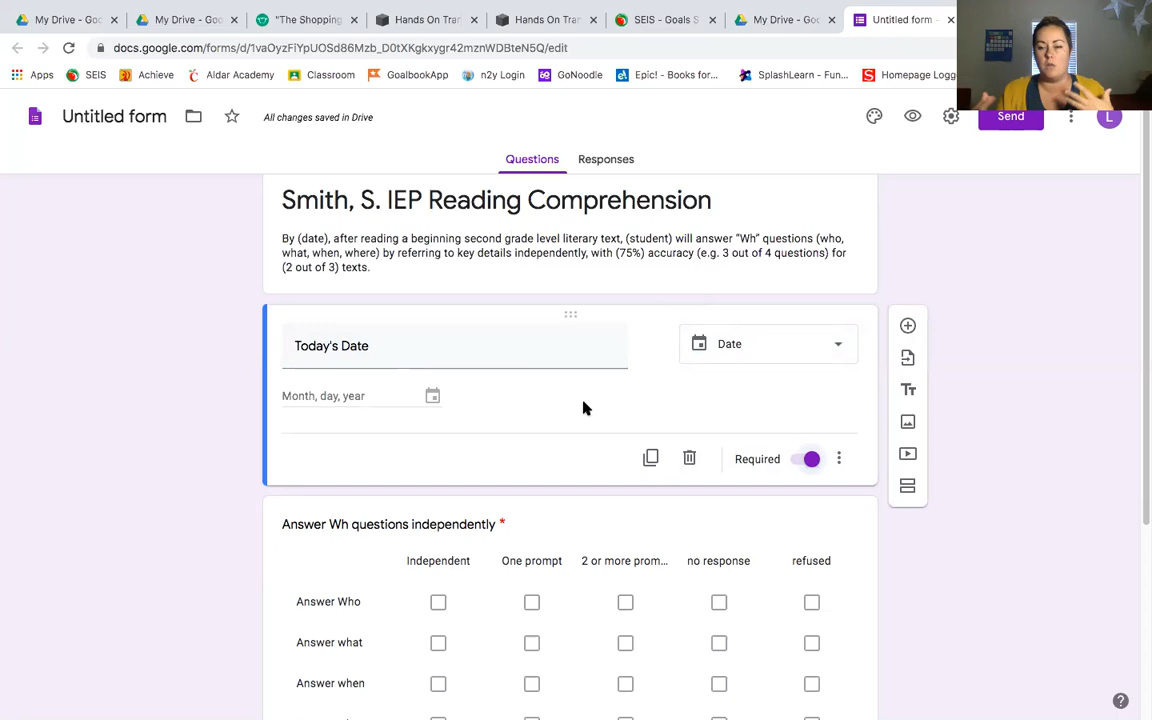 My Drive - Goo My Drive - Goo "The Shopping Hands On Tran Hands On Tran SEIS - Goals S My Drive - Goo Untitled form -
docs.google.com/forms/d/1vaOyzFiYpUOSd86Mzb_D0tXKgkxygr42mznWDBteN5Q/edit
Apps SEIS Achieve Aldar Academy Classroom GoalbookApp n2y Login GoNoodle Epic! - Books for... SplashLearn - Fun... Homepage Logg
Untitled form All changes saved in Drive Send L
Questions Responses
Smith, S. IEP Reading Comprehension
By (date), after reading a beginning second grade level literary text, (student) will answer "Wh" questions (who,
what, when, where) by referring to key details independently, with (75%) accuracy (e.g. 3 out of 4 questions) for
(2 out of 3) texts.
Today's Date Date
Month, day, year
Required
Answer Wh questions independently *
Independent One prompt 2 or more prom... no response refused
Answer Who
Answer what
Answer when